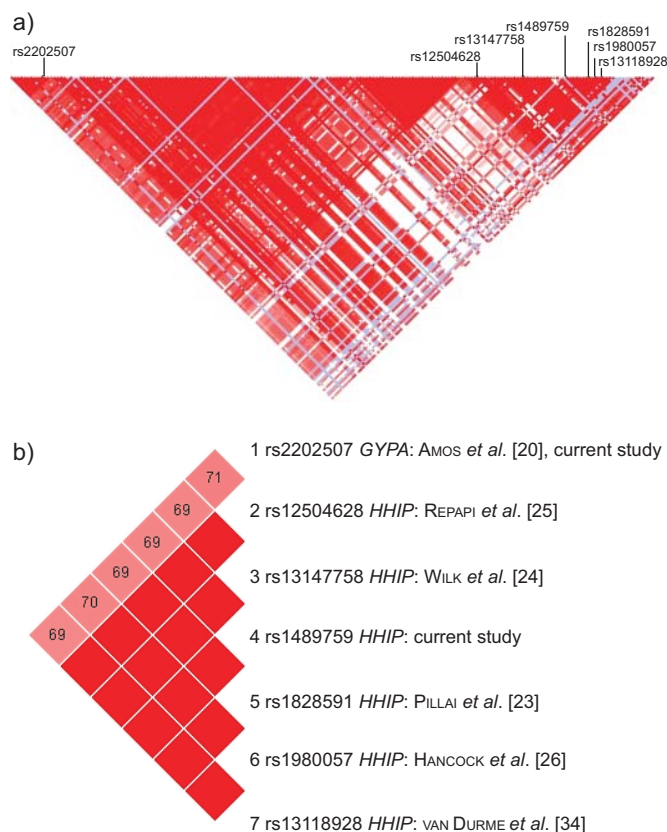 a)
rs2202507
rs12504628
rs13147758
rs1489759
rs1828591
rs1980057
rs13118928
b)
1 rs2202507 GYPA: AMOS et al. [20], current study
71
2 rs12504628 HHIP: REPAPI et al. [25]
69
3 rs13147758 HHIP: WILK et al. [24]
69
69
4 rs1489759 HHIP: current study
70
69
5 rs1828591 HHIP: PILLAI et al. [23]
6 rs1980057 HHIP: HANCOCK et al. [26]
7 rs13118928 HHIP: VAN DURME et al. [34]